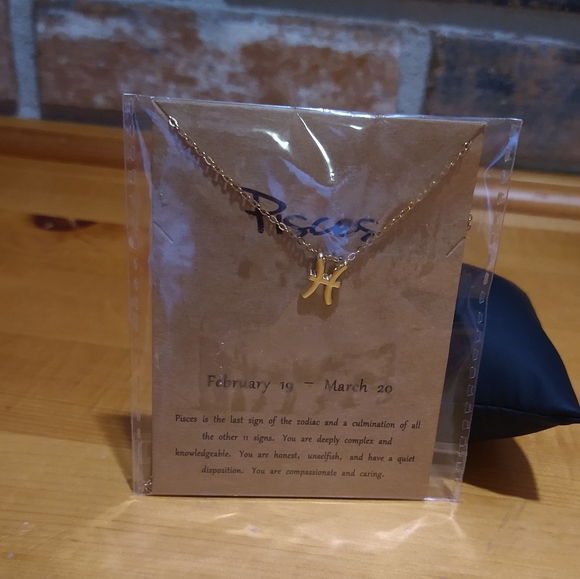 Pisces
February 19 – March 20
Pisces is the last sign of the zodiac and a culmination of all
the other 11 signs. You are deeply complex and
knowledgeable. You are honest, unselfish, and have a quiet
disposition. You are compassionate and caring.